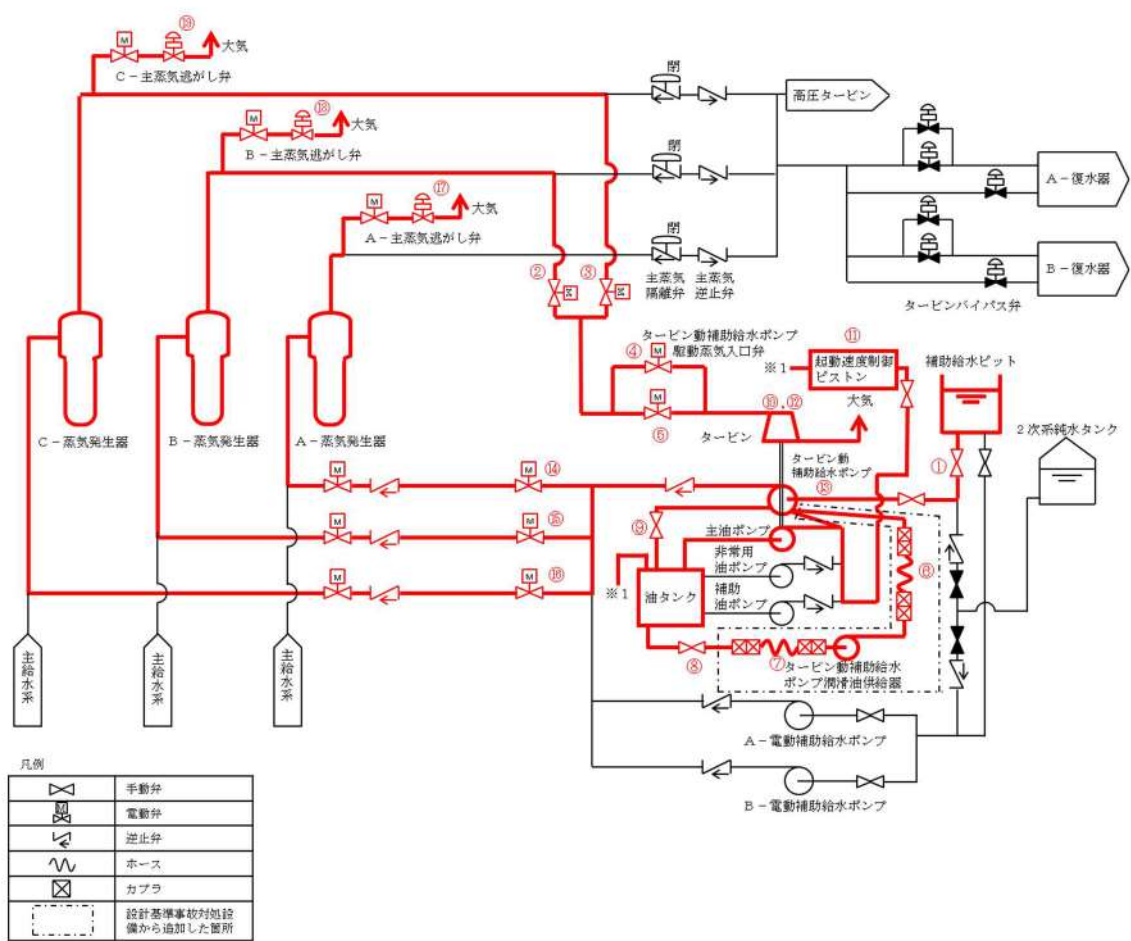 ⑲
M
大気
C-主蒸気逃がし弁
閉
高圧タービン
⑱
M
大気
B-主蒸気逃がし弁
閉
⑰
M
大気
A-主蒸気逃がし弁
閉
A-復水器
B-復水器
タービンバイパス弁
主蒸気
隔離弁
主蒸気
逆止弁
②
③
M
M
タービン動補助給水ポンプ
駆動蒸気入口弁
④
M
M
⑤
⑪
※1
起動速度制御
ピストン
補助給水ピット
⑩,⑫
大気
タービン
2次系純水タンク
①
C-蒸気発生器
B-蒸気発生器
A-蒸気発生器
タービン動
補助給水ポンプ
⑬
M
M
⑭
M
M
⑮
M
M
⑯
⑨
主油ポンプ
非常用
油ポンプ
補助
油ポンプ
※1
油タンク
⑥
⑧
⑦
タービン動補助給水
ポンプ潤滑油供給器
主給水系
主給水系
主給水系
A-電動補助給水ポンプ
B-電動補助給水ポンプ
凡例
手動弁
M
電動弁
逆止弁
ホース
カプラ
設計基準事故対処設
備から追加した箇所